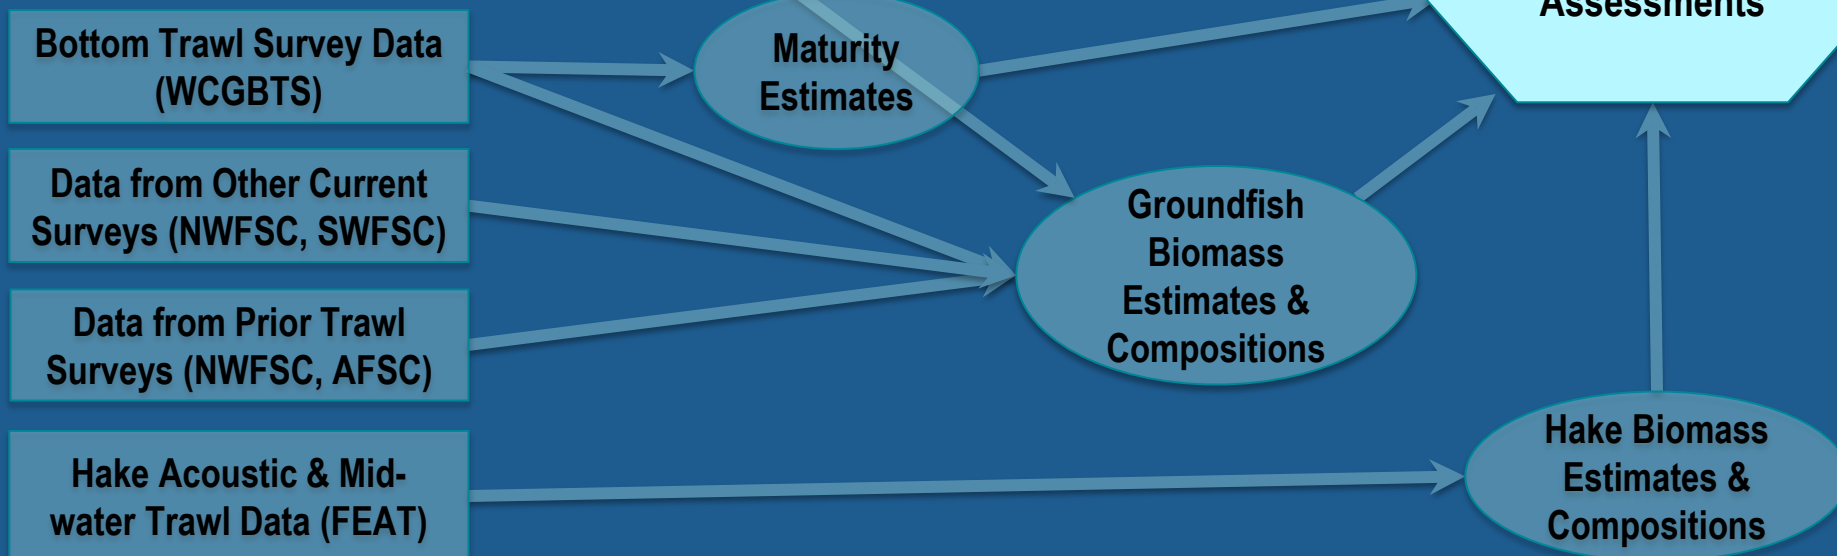 Assessments
Bottom Trawl Survey Data
(WCGBTS)
Maturity
Estimates
Data from Other Current
Surveys (NWFSC, SWFSC)
Groundfish
Biomass
Estimates &
Compositions
Data from Prior Trawl
Surveys (NWFSC, AFSC)
Hake Acoustic & Mid-
water Trawl Data (FEAT)
Hake Biomass
Estimates &
Compositions